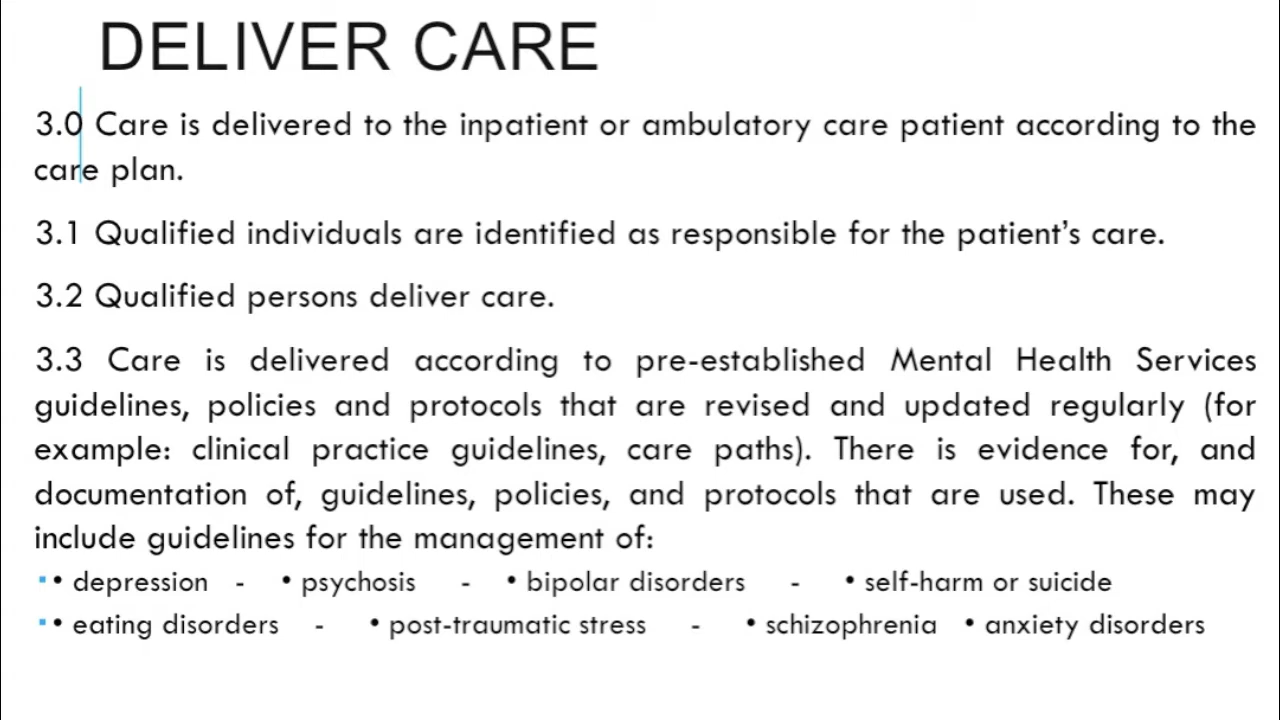 DELIVER CARE
3.0 Care is delivered to the inpatient or ambulatory care patient according to the
care plan.
3.1 Qualified individuals are identified as responsible for the patient’s care.
3.2 Qualified persons deliver care.
3.3 Care is delivered according to pre-established Mental Health Services
guidelines, policies and protocols that are revised and updated regularly (for
example: clinical practice guidelines, care paths). There is evidence for, and
documentation of, guidelines, policies, and protocols that are used. These may
include guidelines for the management of:
▪ • depression - • psychosis - • bipolar disorders - • self-harm or suicide
▪ • eating disorders - • post-traumatic stress - • schizophrenia • anxiety disorders